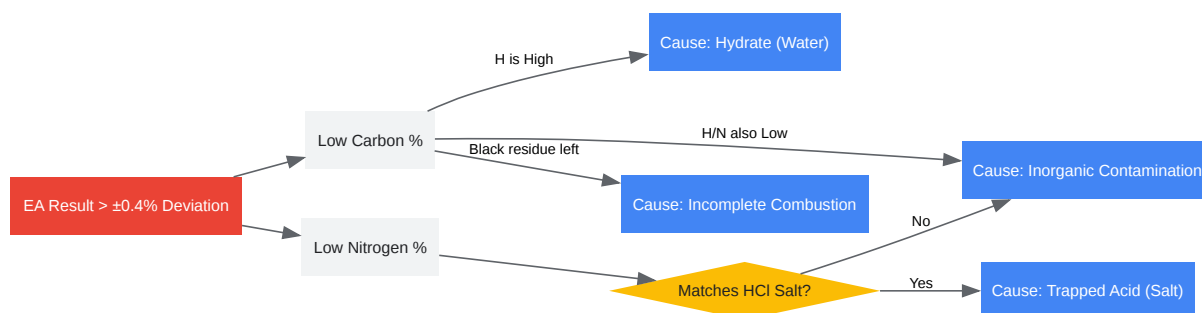 EA Result > ±0.4% Deviation
Low Carbon %
Low Nitrogen %
H is High
H/N also Low
Black residue left
Cause: Hydrate (Water)
Cause: Incomplete Combustion
Matches HCl Salt?
No
Yes
Cause: Inorganic Contamination
Cause: Trapped Acid (Salt)